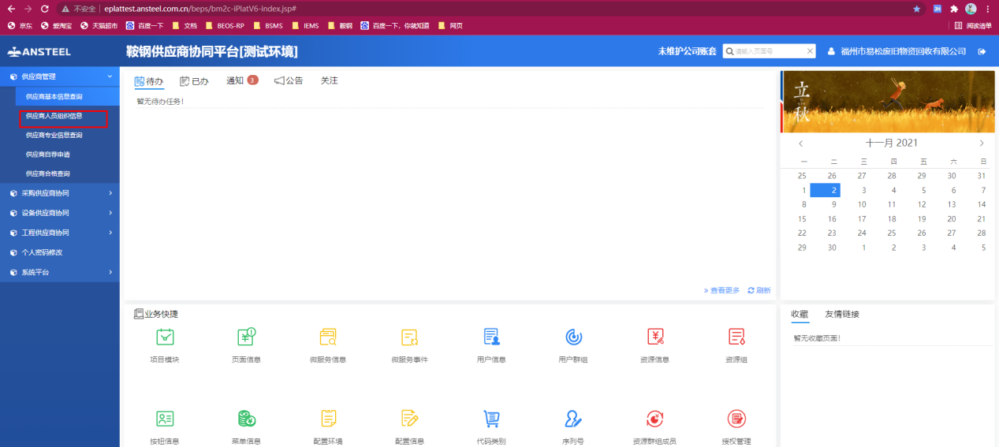 不安全 | eplattest.ansteel.com.cn/beps/bm2c-iPlatV6-index.jsp#
京东 爱淘宝 天猫超市 百度一下 文档 BEOS-RP BSMS IEMS 鞍钢 百度一下，你就知道 网页 阅读清单
ANSTEEL 鞍钢供应商协同平台[测试环境] 未维护公司账套 请输入页面号 福州市易松废旧物资回收有限公司
供应商管理
供应商基本信息查询
供应商人员组织信息
供应商专业信息查询
供应商自荐申请
供应商合格查询
采购供应商协同
设备供应商协同
工程供应商协同
个人密码修改
系统平台
待办 已办 通知 3 公告 关注
暂无待办任务！
查看更多 刷新
立秋
十一月 2021
一 二 三 四 五 六 日
25 26 27 28 29 30 31
1 2 3 4 5 6 7
8 9 10 11 12 13 14
15 16 17 18 19 20 21
22 23 24 25 26 27 28
29 30 1 2 3 4 5
业务快捷
项目模块 页面信息 微服务信息 微服务事件 用户信息 用户群组 资源信息 资源组
按钮信息 菜单信息 配置环境 配置信息 代码类别 序列号 资源群组成员 授权管理
收藏 友情链接
暂无收藏页面！